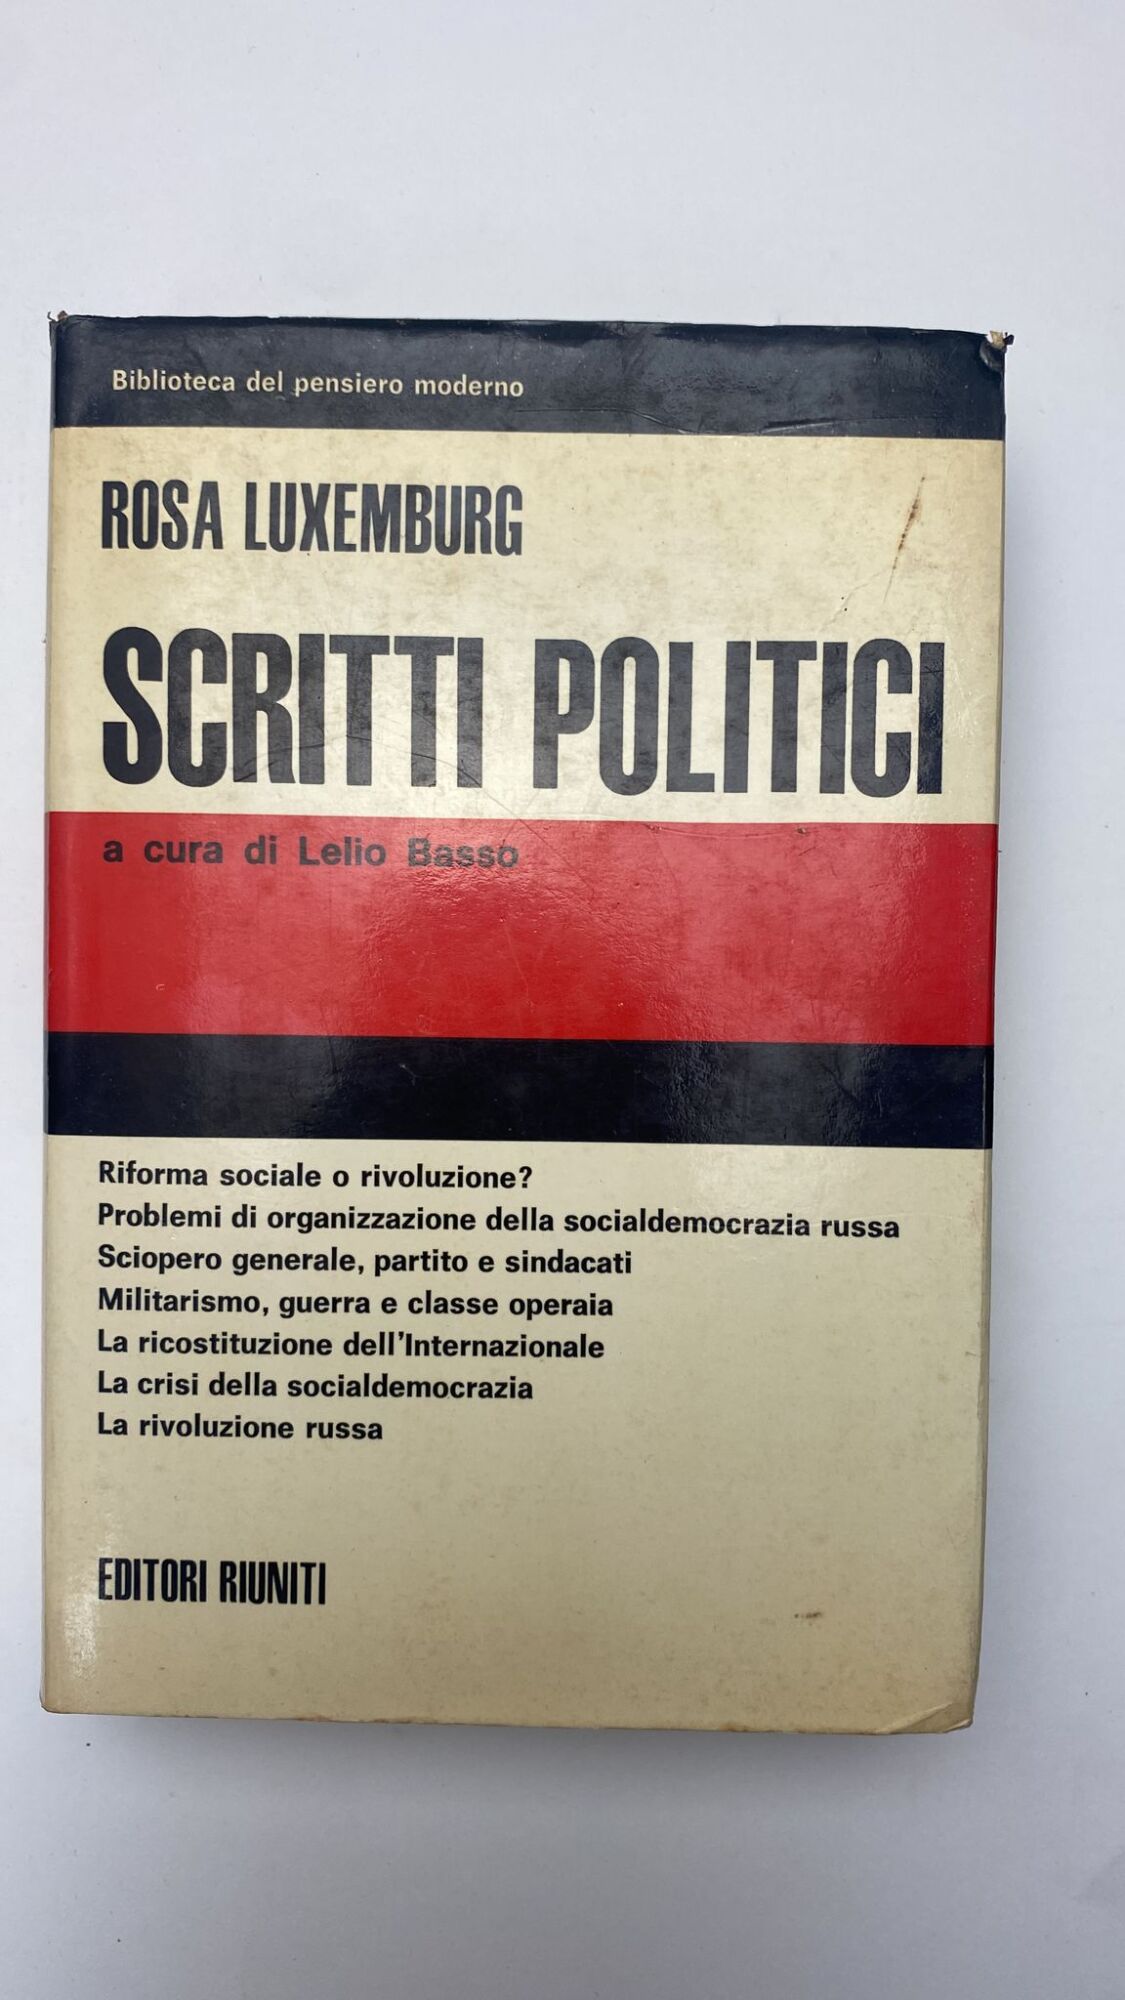 Biblioteca del pensiero moderno
ROSA LUXEMBURG
SCRITTI POLITICI
a cura di Lelio Basso
Riforma sociale o rivoluzione?
Problemi di organizzazione della socialdemocrazia russa
Sciopero generale, partito e sindacati
Militarismo, guerra e classe operaia
La ricostituzione dell'Internazionale
La crisi della socialdemocrazia
La rivoluzione russa
EDITORI RIUNITI